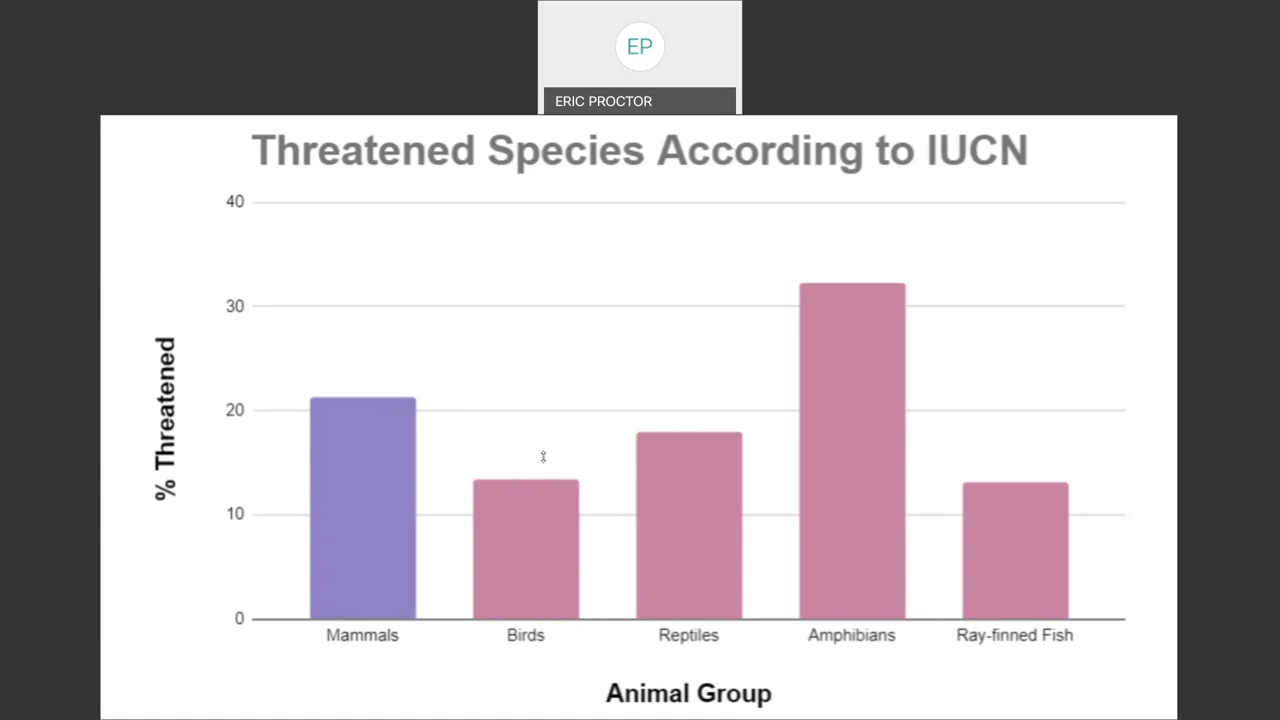 EP
ERIC PROCTOR
Threatened Species According to IUCN
40
30
20
10
0
% Threatened
Mammals
Birds
Reptiles
Amphibians
Ray-finned Fish
Animal Group